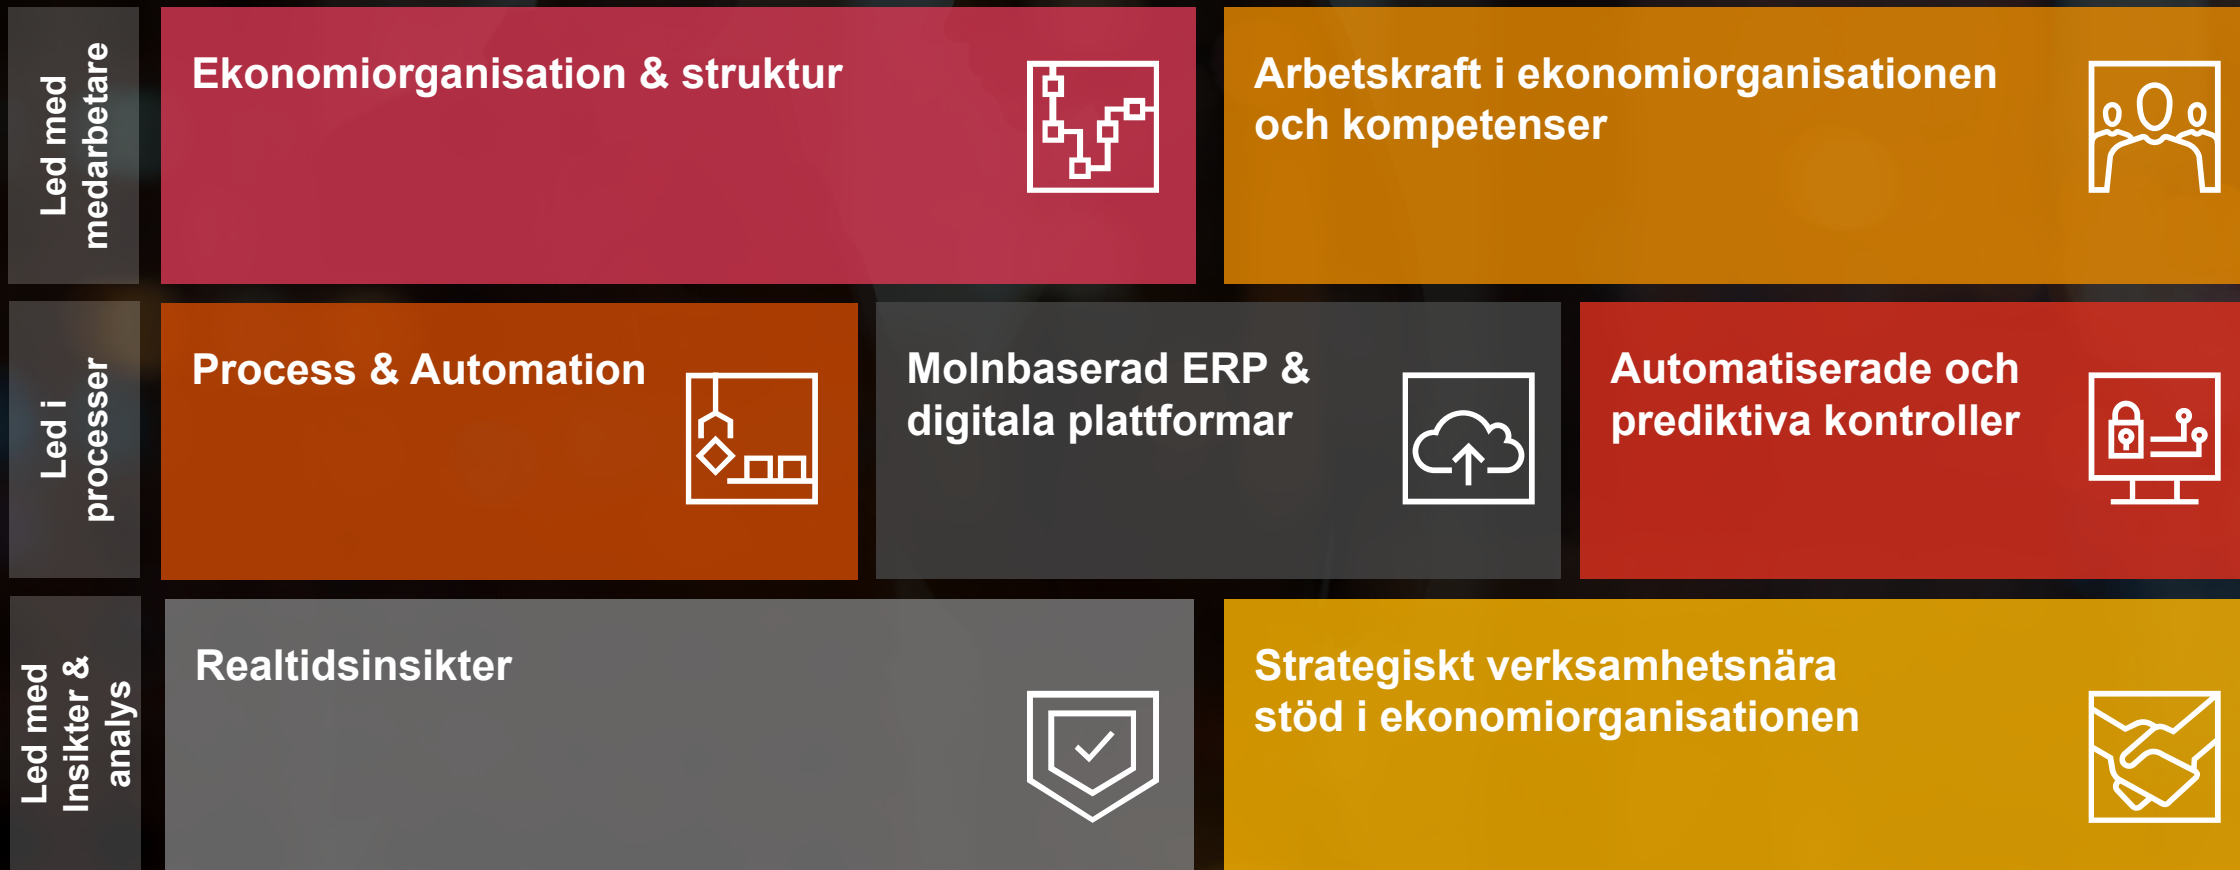 Led med
medarbetare
Ekonomiorganisation & struktur
Arbetskraft i ekonomiorganisationen
och kompetenser
Led i
processer
Process & Automation
Molnbaserad ERP &
digitala plattformar
Automatiserade och
prediktiva kontroller
Led med
Insikter &
analys
Realtidsinsikter
Strategiskt verksamhetsnära
stöd i ekonomiorganisationen